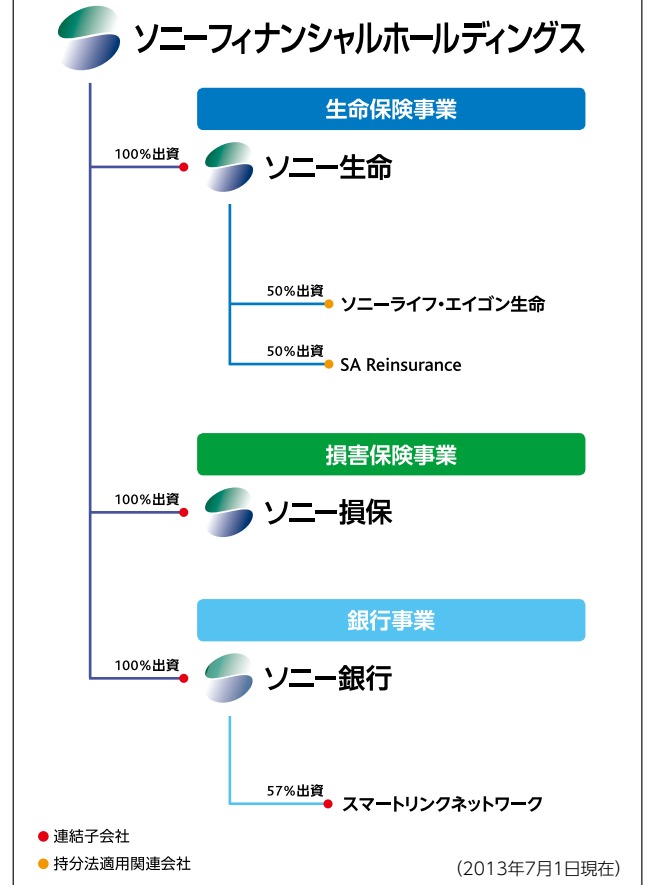 ソニーフィナンシャルホールディングス
生命保険事業
100%出資
ソニー生命
50%出資
ソニーライフ・エイゴン生命
50%出資
SA Reinsurance
損害保険事業
100%出資
ソニー損保
銀行事業
100%出資
ソニー銀行
57%出資
スマートリンクネットワーク
連結子会社
持分法適用関連会社
(2013年7月1日現在)